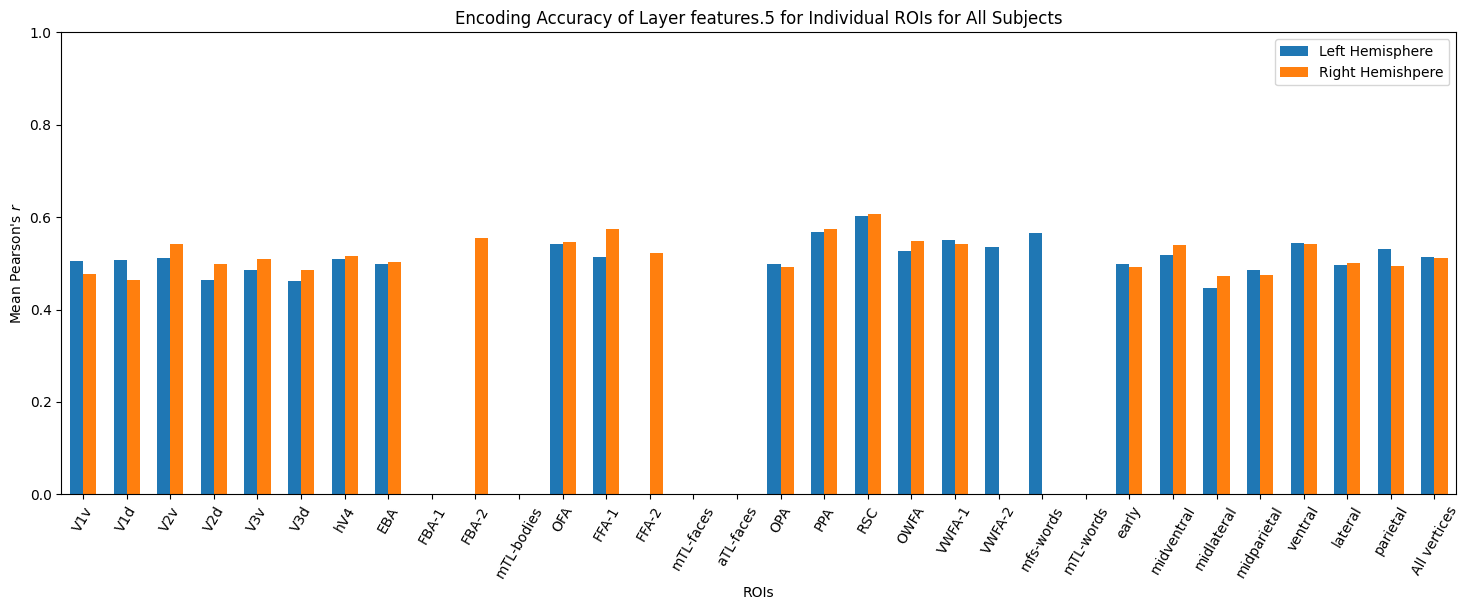 Encoding Accuracy of Layer features.5 for Individual ROIs for All Subjects
Left Hemisphere
Right Hemishpere
Mean Pearson's r
1.0
0.8
0.6
0.4
0.2
0.0
V1v
V1d
V2v
V2d
V3v
V3d
hV4
EBA
FBA-1
FBA-2
mTL-bodies
OFA
FFA-1
FFA-2
mTL-faces
aTL-faces
OPA
PPA
RSC
OWFA
VWFA-1
VWFA-2
mfs-words
mTL-words
early
midventral
midlateral
midparietal
ventral
lateral
parietal
All vertices
ROIs